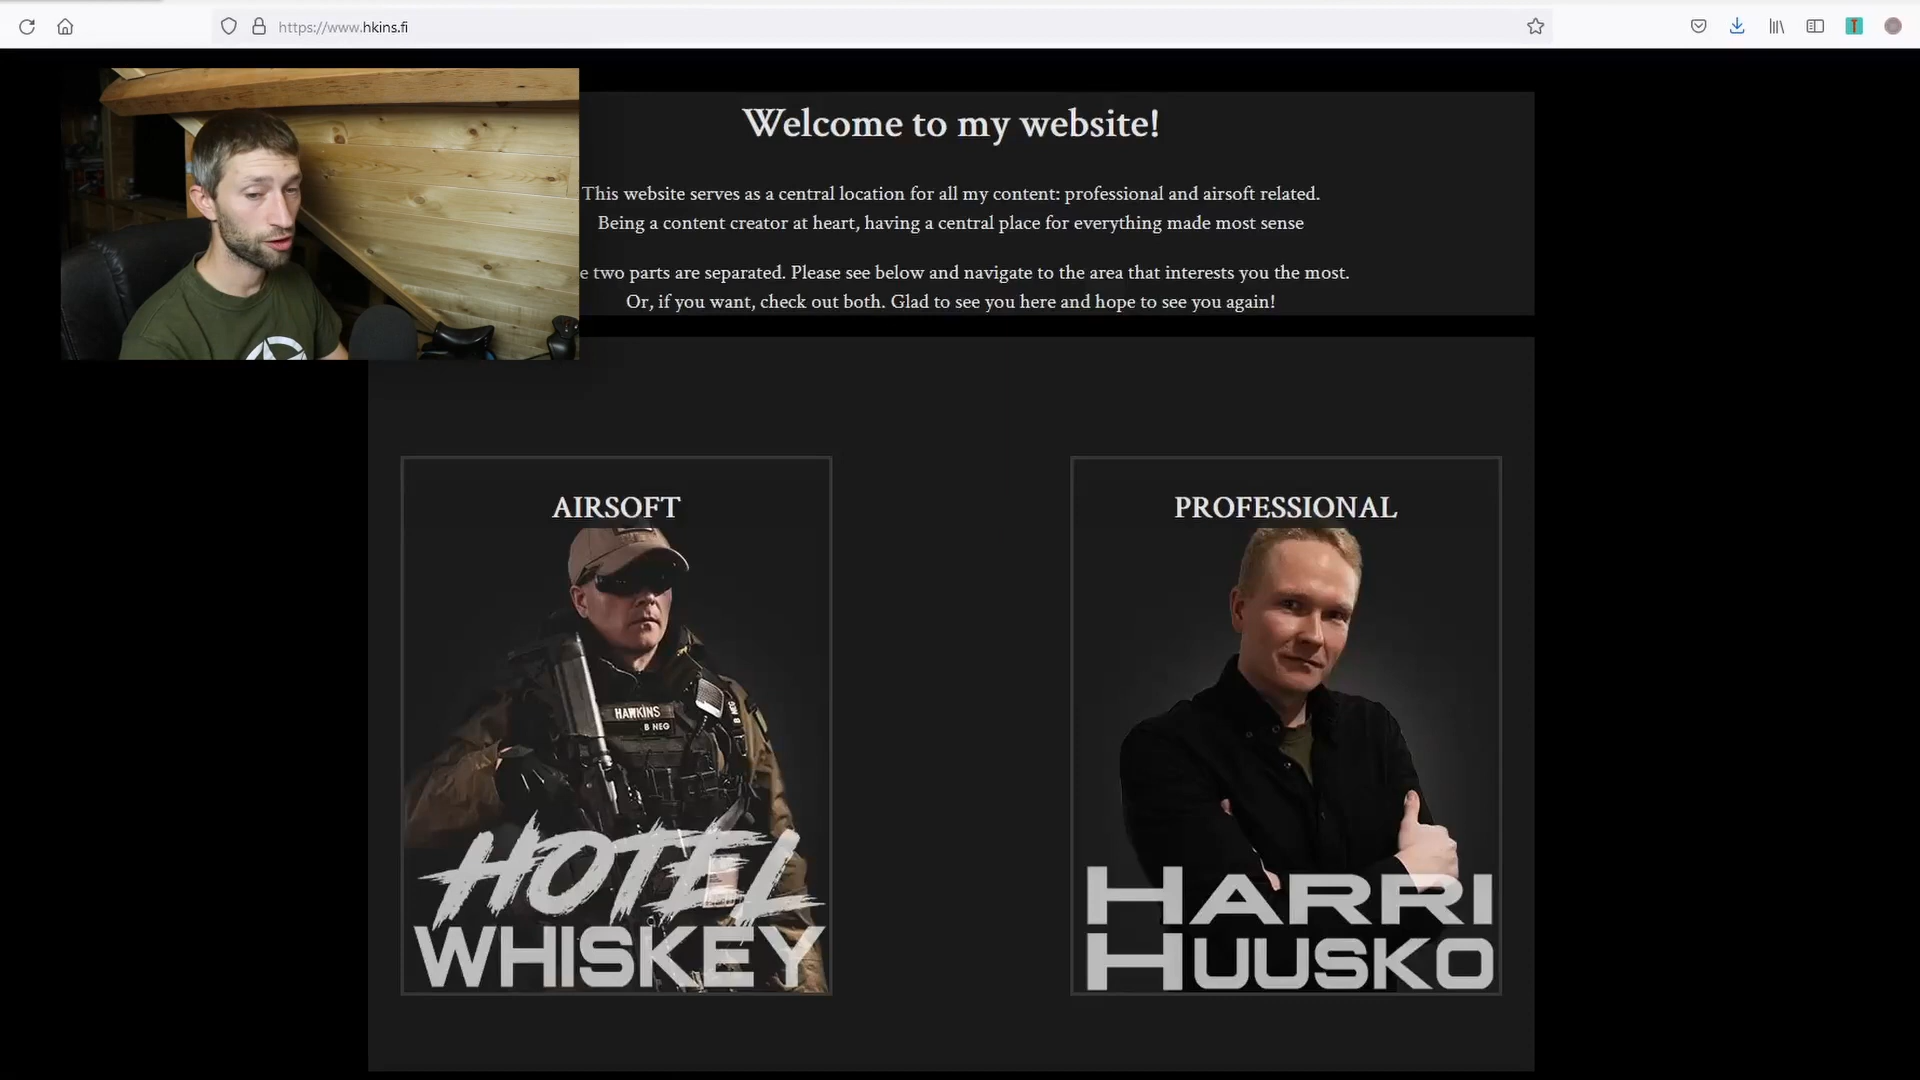 https://www.hkins.fi
T
Welcome to my website!
This website serves as a central location for all my content: professional and airsoft related.
Being a content creator at heart, having a central place for everything made most sense
e two parts are separated. Please see below and navigate to the area that interests you the most.
Or, if you want, check out both. Glad to see you here and hope to see you again!
AIRSOFT
HAWKINS
B NEG
B NEG
HOTEL
WHISKEY
PROFESSIONAL
HARRI
HUUSKO